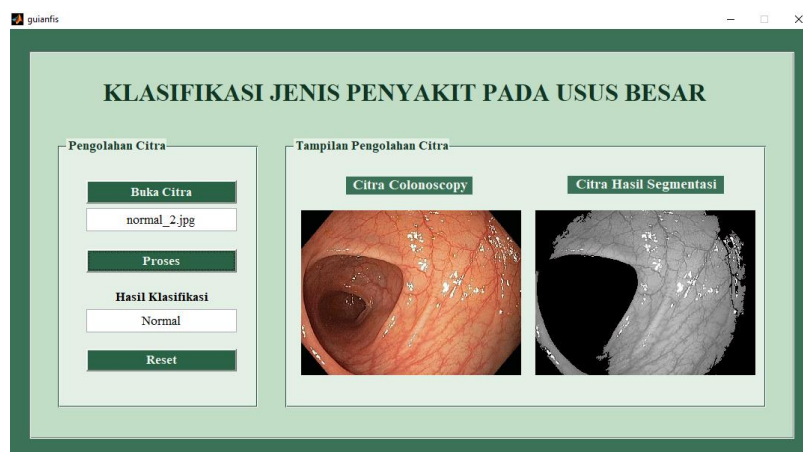 guianfis
KLASIFIKASI JENIS PENYAKIT PADA USUS BESAR
Pengolahan Citra
Buka Citra
normal_2.jpg
Proses
Hasil Klasifikasi
Normal
Reset
Tampilan Pengolahan Citra
Citra Colonoscopy
Citra Hasil Segmentasi